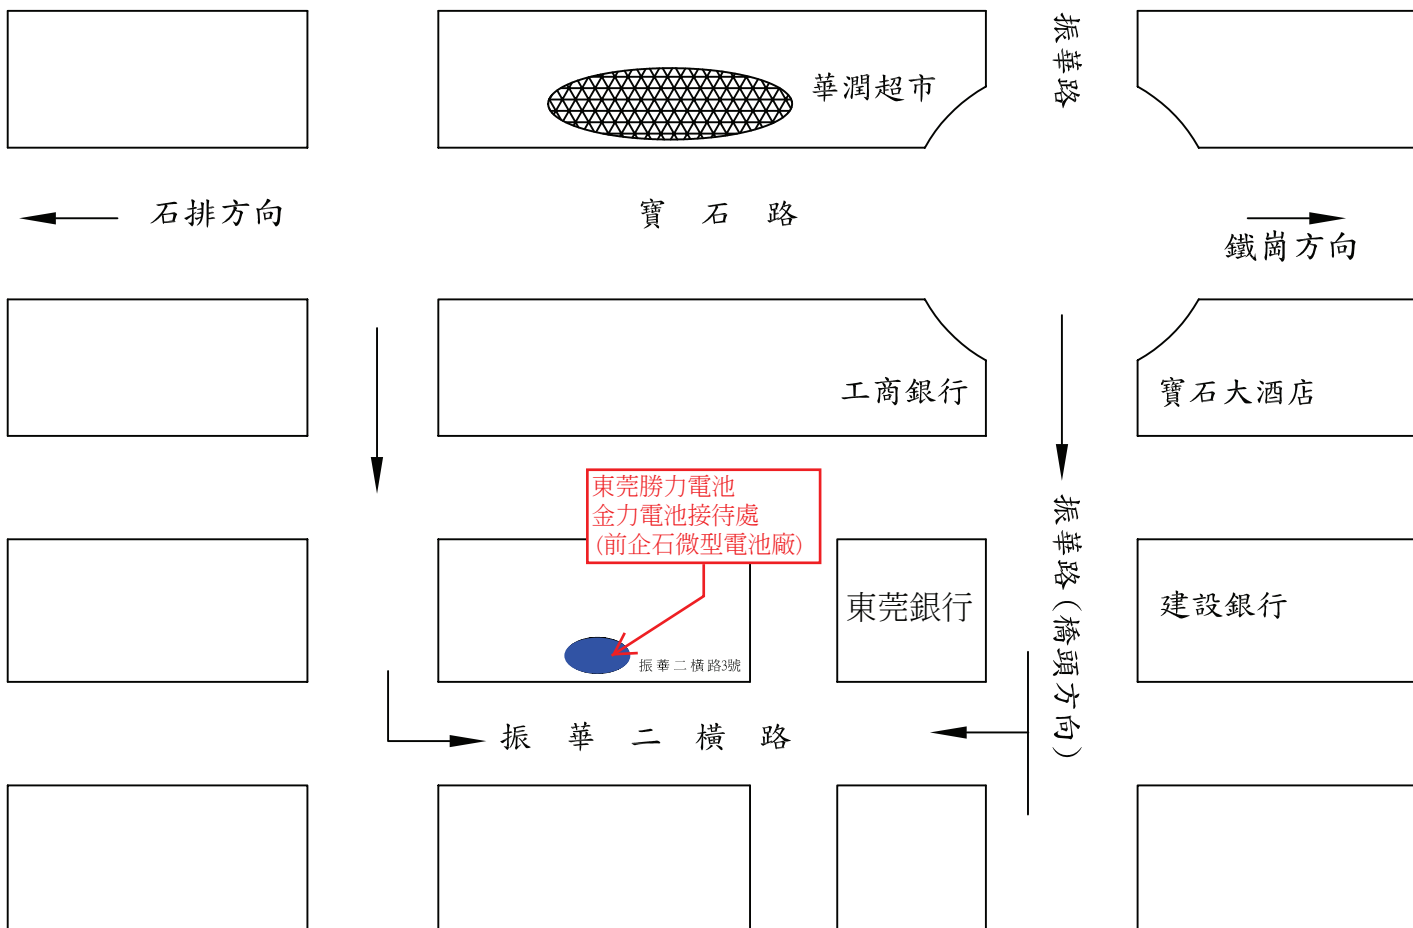 振華路
華潤超市
石排方向
寶石路
鐵崗方向
工商銀行
寶石大酒店
東莞勝力電池
金力電池接待處
(前企石微型電池廠)
振華路(橋頭方向)
東莞銀行
建設銀行
振華二橫路3號
振華二橫路